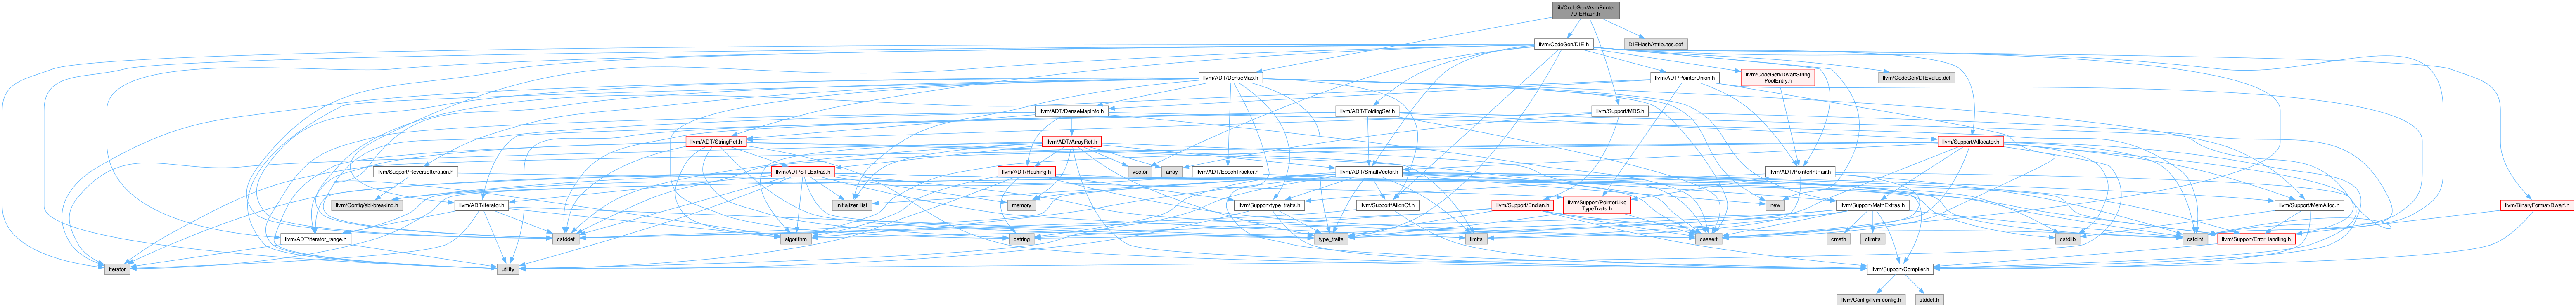 lib/CodeGen/AsmPrinter
/DIEHash.h
llvm/CodeGen/DIE.h
DIEHashAttributes.def
llvm/ADT/DenseMap.h
llvm/ADT/PointerUnion.h
llvm/CodeGen/DwarfString
PoolEntry.h
llvm/CodeGen/DIEValue.def
llvm/ADT/DenseMapInfo.h
llvm/ADT/FoldingSet.h
llvm/Support/MD5.h
llvm/ADT/StringRef.h
llvm/ADT/ArrayRef.h
llvm/Support/Allocator.h
llvm/Support/ReverseIteration.h
llvm/ADT/STLExtras.h
llvm/ADT/Hashing.h
vector
array
llvm/ADT/EpochTracker.h
llvm/ADT/SmallVector.h
llvm/ADT/PointerIntPair.h
llvm/Config/abi-breaking.h
llvm/ADT/iterator.h
initializer_list
memory
llvm/Support/type_traits.h
llvm/Support/AlignOf.h
llvm/Support/Endian.h
llvm/Support/PointerLike
TypeTraits.h
new
llvm/Support/MathExtras.h
llvm/Support/MemAlloc.h
llvm/BinaryFormat/Dwarf.h
llvm/ADT/iterator_range.h
cstddef
algorithm
cstring
type_traits
limits
cassert
cmath
climits
cstdlib
cstdint
llvm/Support/ErrorHandling.h
iterator
utility
llvm/Support/Compiler.h
llvm/Config/llvm-config.h
stddef.h